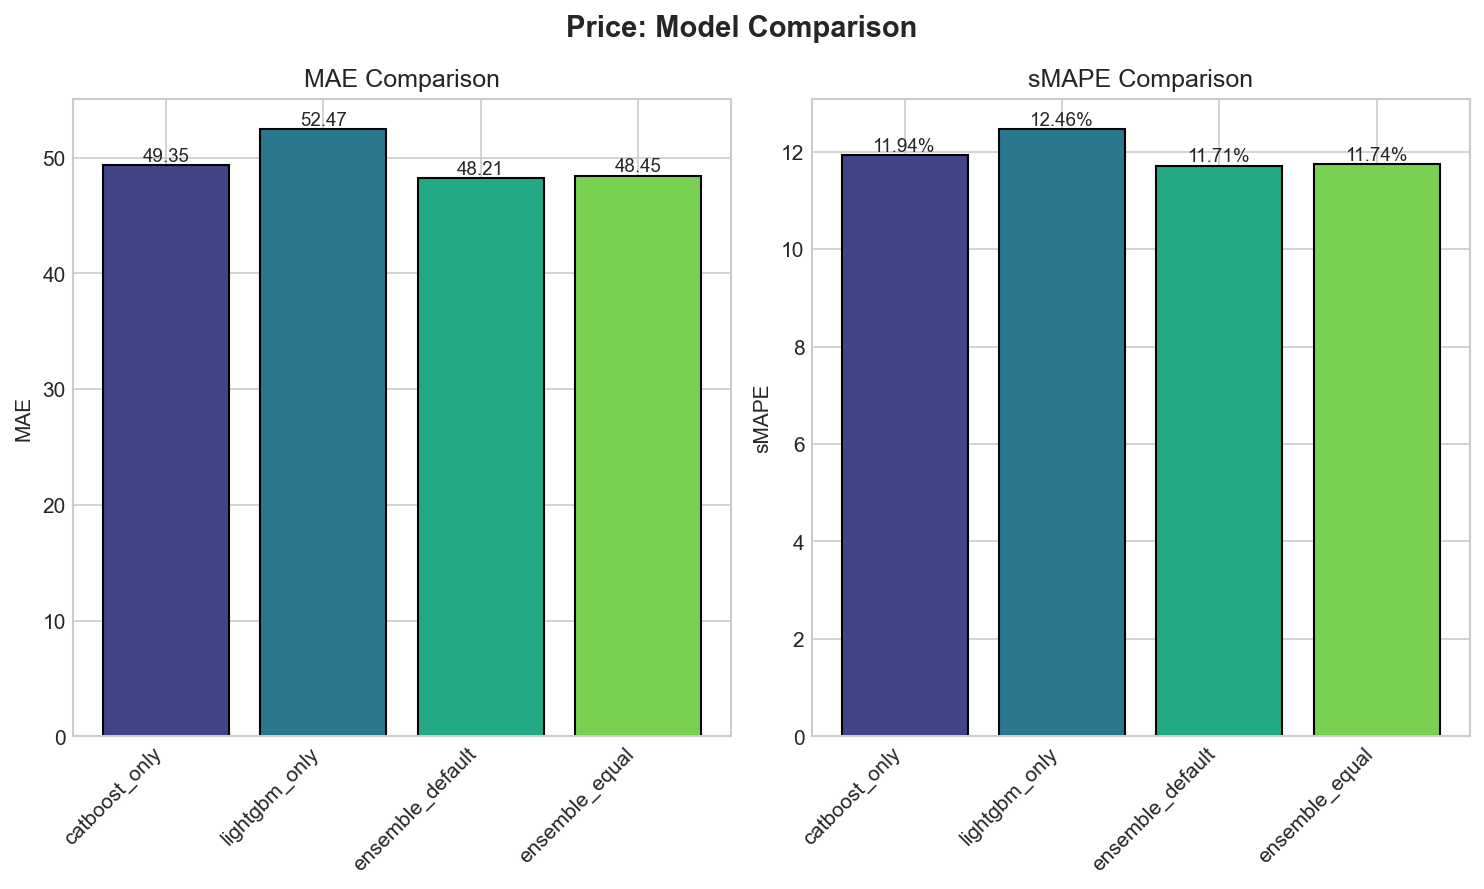 Price: Model Comparison
MAE Comparison
49.35
52.47
48.21
48.45
50
40
30
20
10
0
MAE
catboost_only
lightgbm_only
ensemble_default
ensemble_equal
sMAPE Comparison
11.94%
12.46%
11.71%
11.74%
12
10
8
6
4
2
0
sMAPE
catboost_only
lightgbm_only
ensemble_default
ensemble_equal